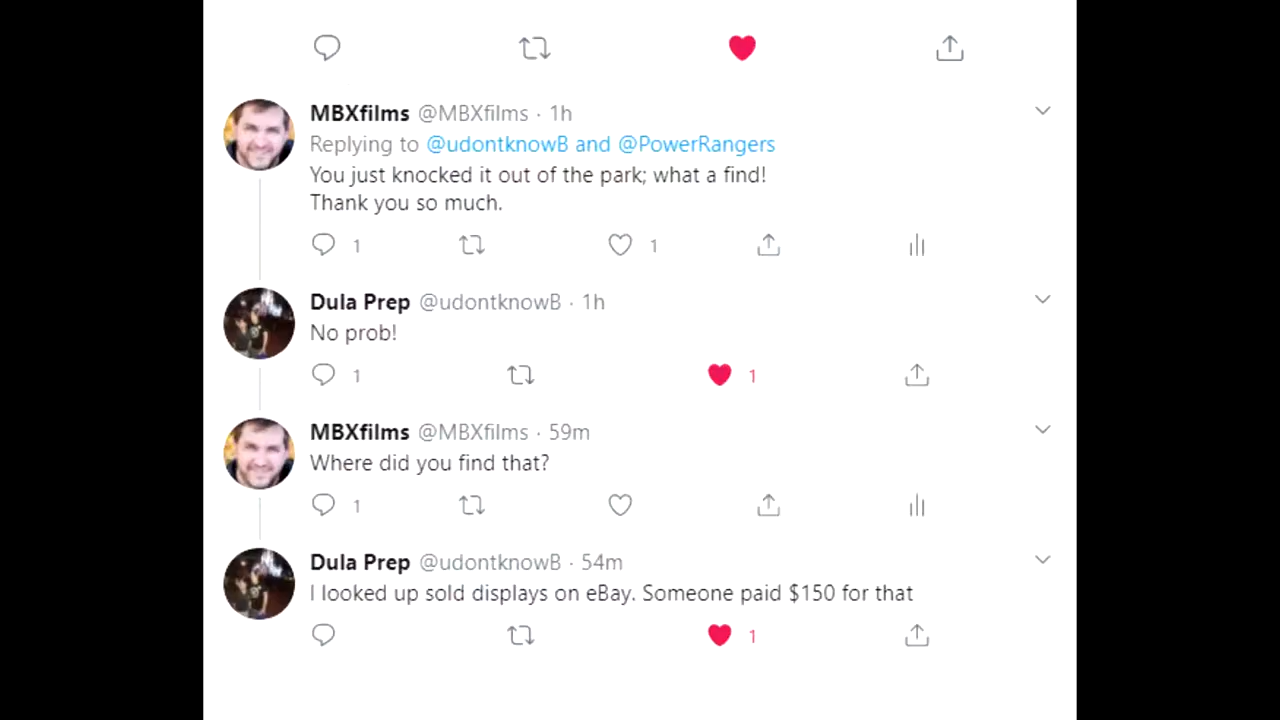 MBXfilms @MBXfilms · 1h
Replying to @udontknowB and @PowerRangers
You just knocked it out of the park; what a find!
Thank you so much.
1 1
Dula Prep @udontknowB · 1h
No prob!
1 1
MBXfilms @MBXfilms · 59m
Where did you find that?
1
Dula Prep @udontknowB · 54m
I looked up sold displays on eBay. Someone paid $150 for that
1